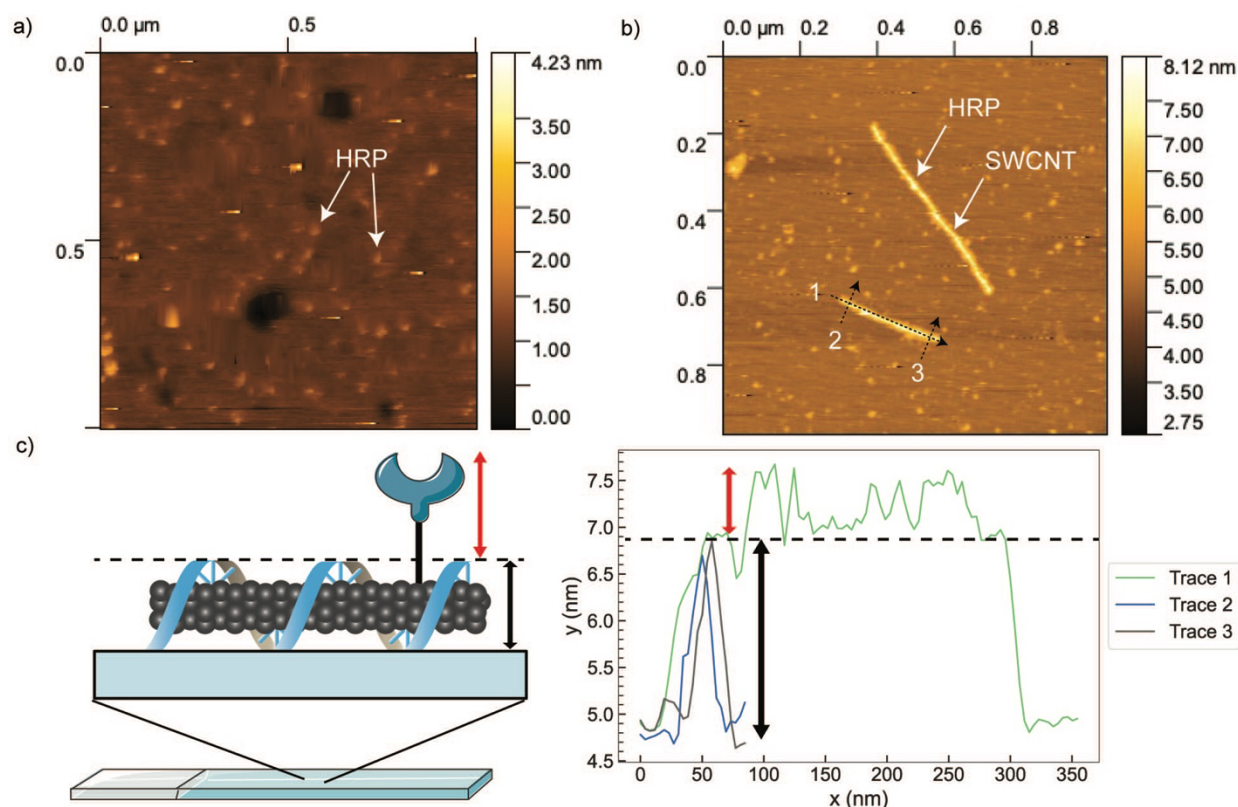 a)
0.0 µm 0.5
0.0
0.5
HRP
4.23 nm
3.50
3.00
2.50
2.00
1.50
1.00
0.00
b)
0.0 µm 0.2 0.4 0.6 0.8
0.0
0.2
0.4
0.6
0.8
HRP
SWCNT
1
2
3
8.12 nm
7.50
7.00
6.50
6.00
5.50
5.00
4.50
4.00
3.50
2.75
c)
7.5
7.0
6.5
6.0
5.5
5.0
4.5
y (nm)
0 50 100 150 200 250 300 350
x (nm)
Trace 1
Trace 2
Trace 3